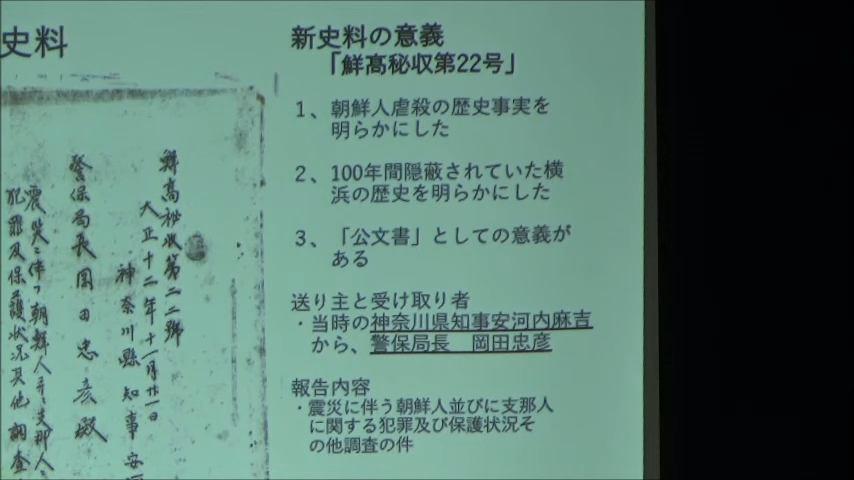 史料
鮮高秘収第二二號
大正十二年十一月廿一日
神奈川縣知事安
警保局長岡田忠彦殿
震災ニ伴フ朝鮮人並ニ支那人
犯罪及保護状況其他調査
新史料の意義
「鮮高秘収第22号」
1、朝鮮人虐殺の歴史事実を
明らかにした
2、100年間隠蔽されていた横
浜の歴史を明らかにした
3、「公文書」としての意義が
ある
送り主と受け取り者
・当時の神奈川県知事安河内麻吉
から、警保局長　岡田忠彦
報告内容
・震災に伴う朝鮮人並びに支那人
に関する犯罪及び保護状況そ
の他調査の件